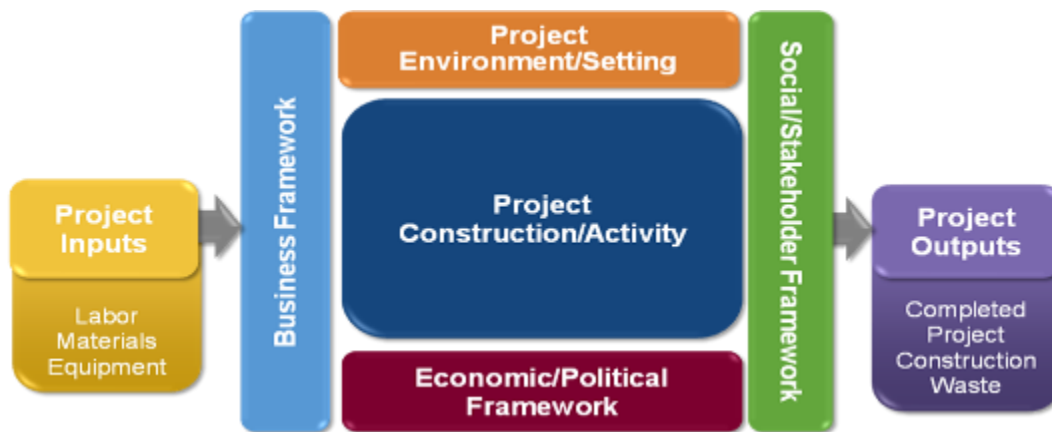 Project
Inputs
Labor
Materials
Equipment
Business Framework
Project
Environment/Setting
Project
Construction/Activity
Economic/Political
Framework
Social/Stakeholder Framework
Project
Outputs
Completed
Project
Construction
Waste